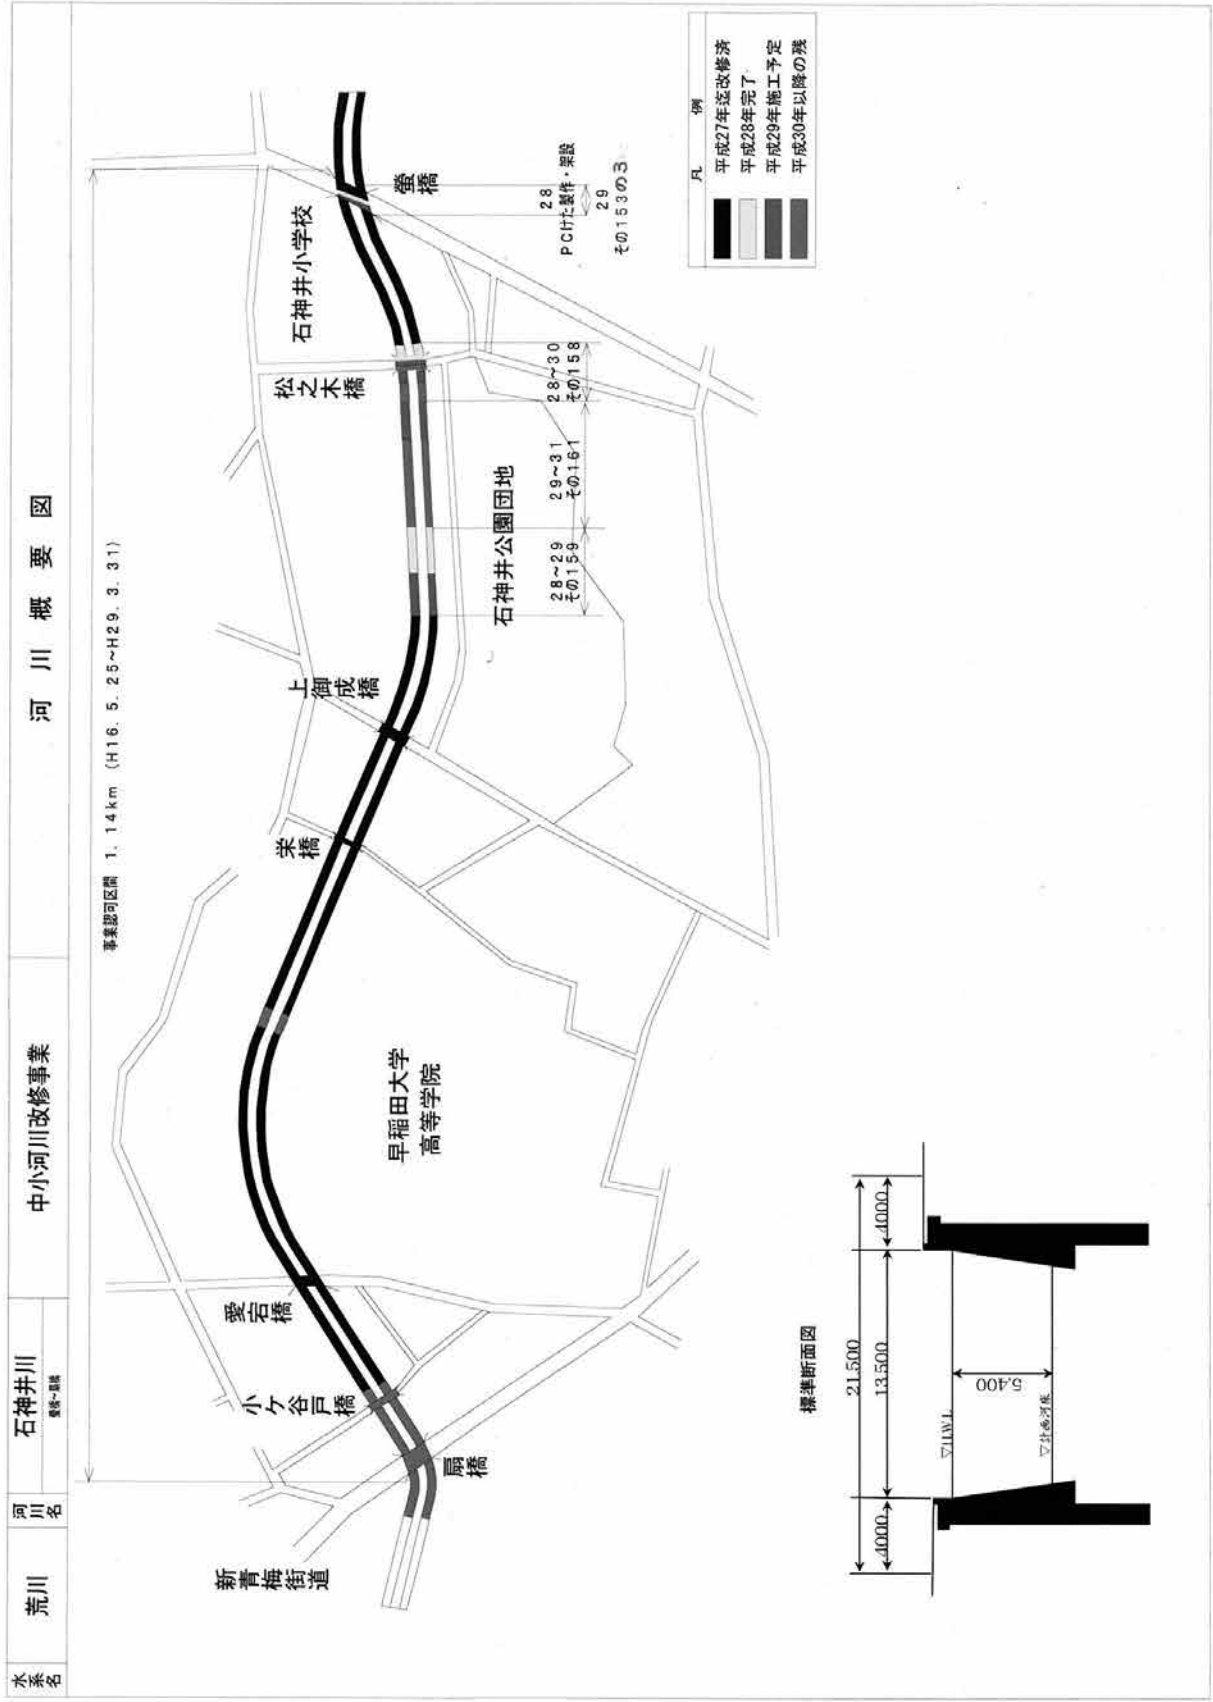 水系名
荒川
河川名
石神井川
中小河川改修事業
河川概要図
事業認可区間 1.14km (H16.5.25~H29.3.31)
新青梅街道
扇橋
小ケ谷戸橋
愛宕橋
早稲田大学
高等学院
栄橋
上御成橋
石神井公園団地
松之木橋
石神井小学校
螢橋
28~29
その159
29~31
その161
28~30
その158
28
PCけた製作・架設
29
その153の3
凡例
平成27年迄改修済
平成28年完了
平成29年施工予定
平成30年以降の残
標準断面図
21.500
4000
13.500
4000
▽H.W.L
5.400
▽計画河床